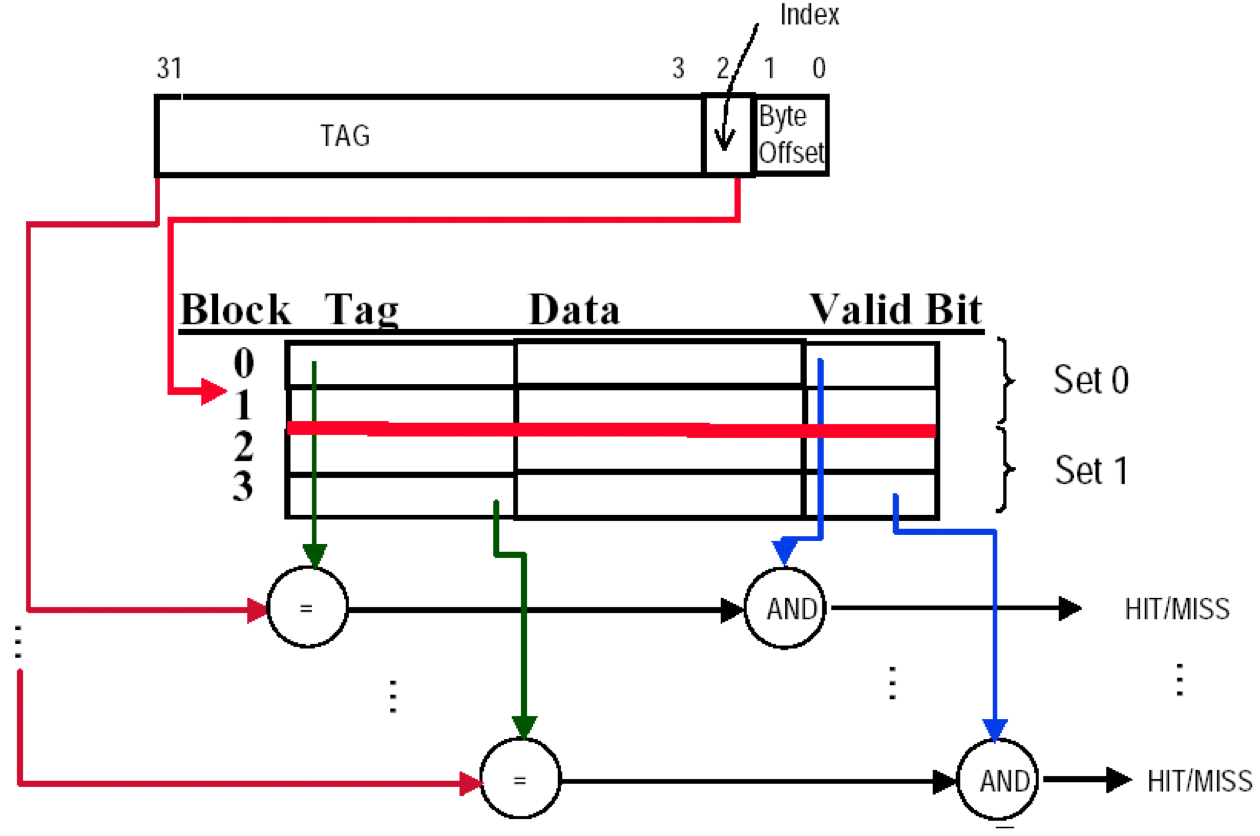 Index
31 3 2 1 0
TAG
Byte
Offset
Block Tag Data Valid Bit
0
1
2
3
Set 0
Set 1
= AND HIT/MISS
= AND HIT/MISS